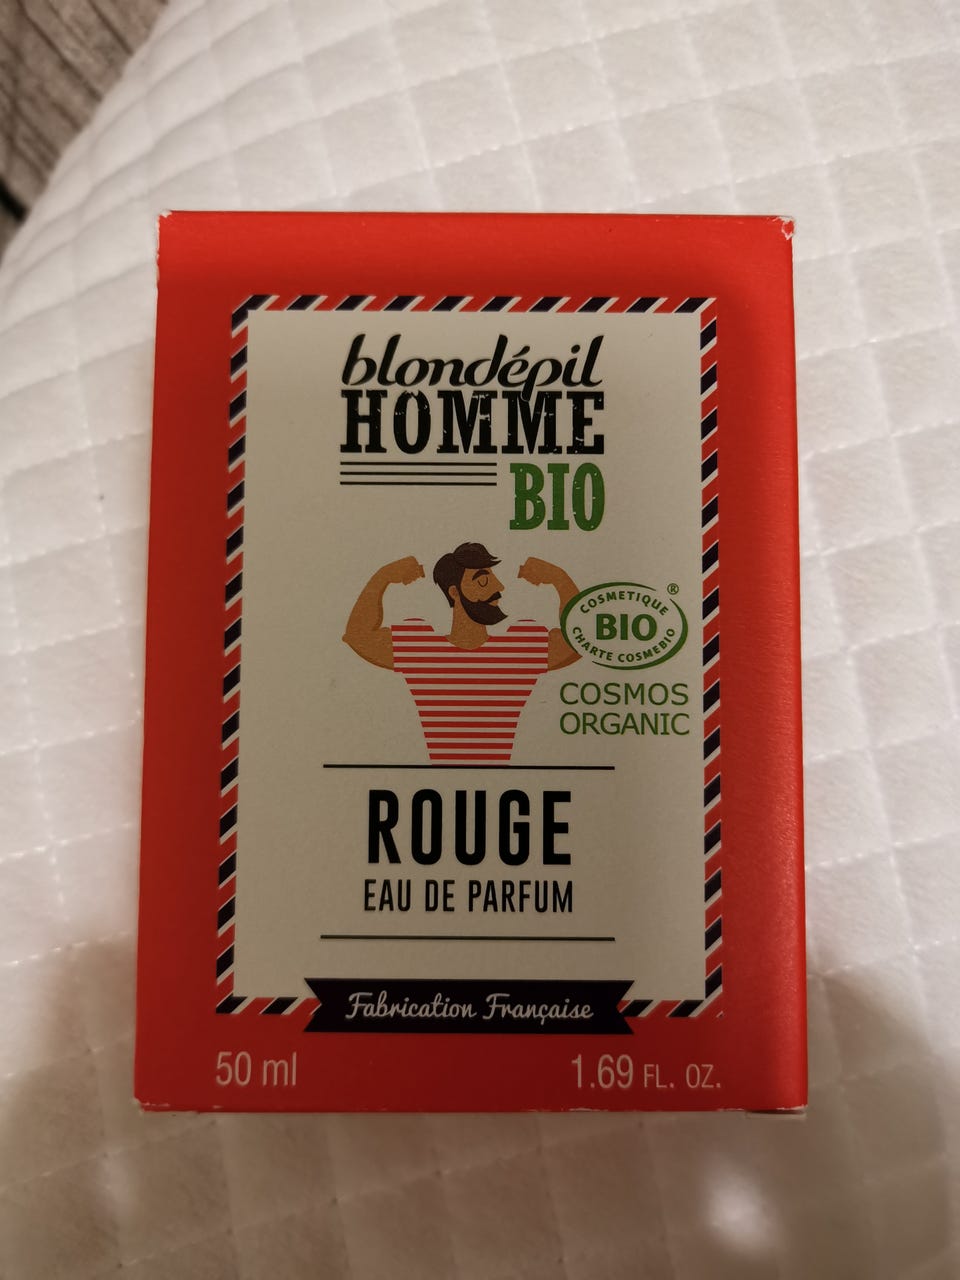 blondépil
HOMME
BIO
COSMETIQUE
BIO
®
CHARTE COSMEBIO
COSMOS
ORGANIC
ROUGE
EAU DE PARFUM
Fabrication Française
50 ml 1.69 FL. OZ.